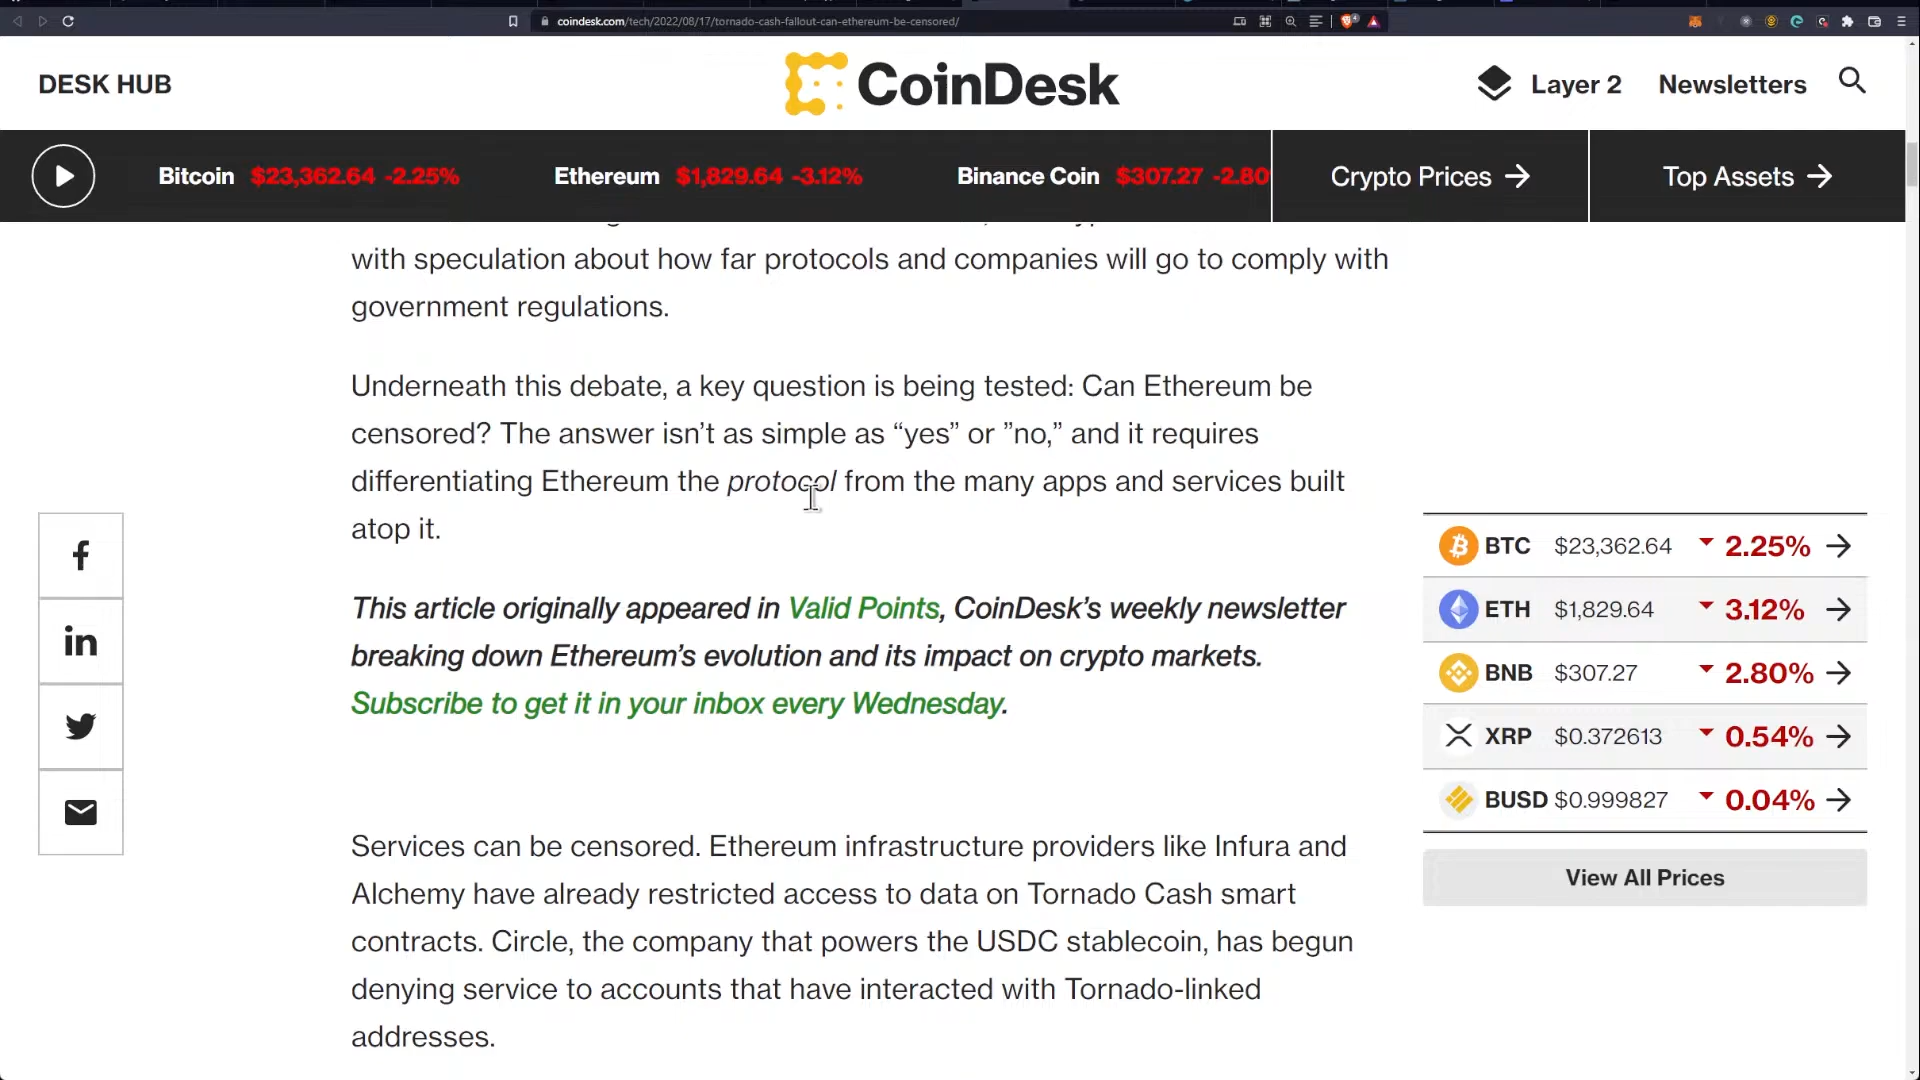 coindesk.com/tech/2022/08/17/tornado-cash-fallout-can-ethereum-be-censored/
DESK HUB
CoinDesk
Layer 2
Newsletters
Bitcoin $23,362.64 -2.25%
Ethereum $1,829.64 -3.12%
Binance Coin $307.27 -2.80
Crypto Prices →
Top Assets →
with speculation about how far protocols and companies will go to comply with
government regulations.
Underneath this debate, a key question is being tested: Can Ethereum be
censored? The answer isn’t as simple as “yes” or ”no,” and it requires
differentiating Ethereum the protocol from the many apps and services built
atop it.
This article originally appeared in Valid Points, CoinDesk’s weekly newsletter
breaking down Ethereum’s evolution and its impact on crypto markets.
Subscribe to get it in your inbox every Wednesday.
Services can be censored. Ethereum infrastructure providers like Infura and
Alchemy have already restricted access to data on Tornado Cash smart
contracts. Circle, the company that powers the USDC stablecoin, has begun
denying service to accounts that have interacted with Tornado-linked
addresses.
BTC $23,362.64 2.25% →
ETH $1,829.64 3.12% →
BNB $307.27 2.80% →
XRP $0.372613 0.54% →
BUSD $0.999827 0.04% →
View All Prices